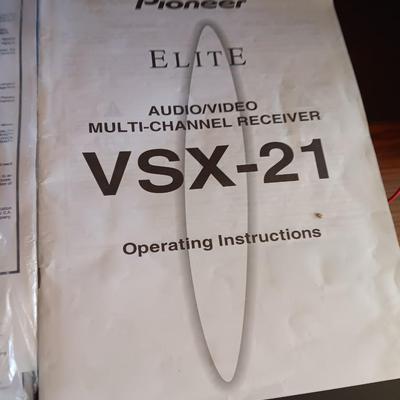 Pioneer
ELITE
AUDIO/VIDEO
MULTI-CHANNEL RECEIVER
VSX-21
Operating Instructions